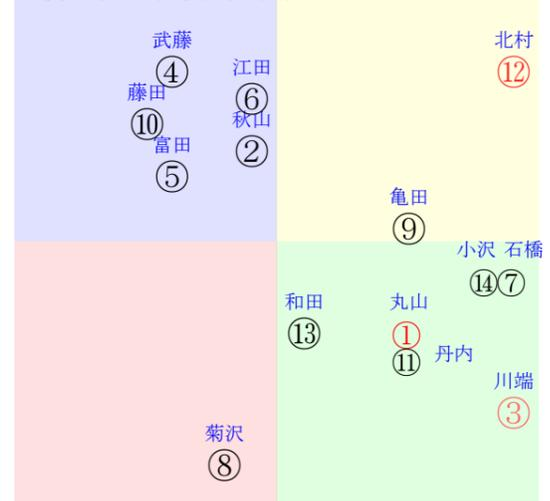 武藤
④
北村
⑫
江田
⑥
藤田
⑩
秋山
②
富田
⑤
亀田
⑨
小沢 石橋
⑭⑦
和田
⑬
丸山
①
⑪ 丹内
川端
③
菊沢
⑧